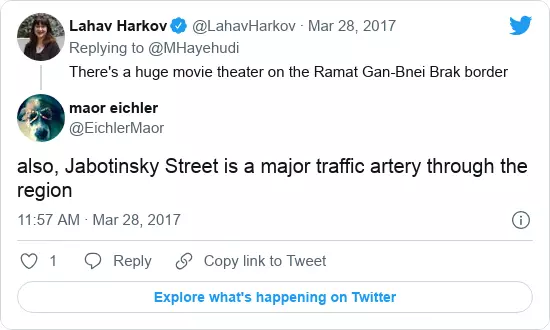 Lahav Harkov @LahavHarkov · Mar 28, 2017
Replying to @MHayehudi
There's a huge movie theater on the Ramat Gan-Bnei Brak border
maor eichler
@EichlerMaor
also, Jabotinsky Street is a major traffic artery through the
region
11:57 AM · Mar 28, 2017
1 Reply Copy link to Tweet
Explore what's happening on Twitter